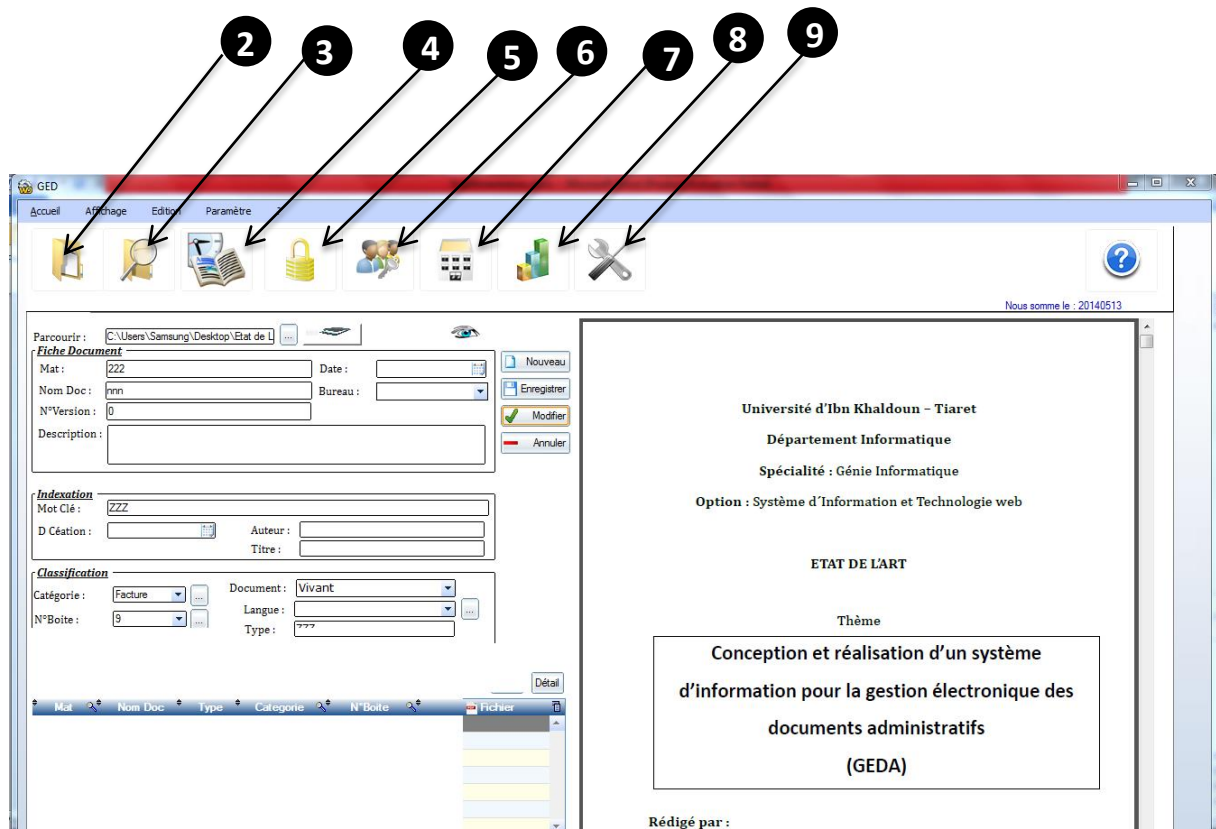 2 3 4 5 6 7 8 9
GED
Accueil Affichage Edition Paramètre ?
?
Nous somme le : 20140513
Parcourir : C:\Users\Samsung\Desktop\Etat de L ...
Fiche Document
Mat : 222 Date :
Nom Doc : nnn Bureau :
N°Version : 0
Description :
Nouveau
Enregistrer
Modifier
Annuler
Indexation
Mot Clé : ZZZ
D Céation : Auteur :
Titre :
Classification
Catégorie : Facture ... Document : Vivant
Langue : ...
N°Boite : 9 ...
Type : ZZZ
Détail
Mat Nom Doc Type Categorie N°Boite Fichier
Université d'Ibn Khaldoun – Tiaret
Département Informatique
Spécialité : Génie Informatique
Option : Système d´Information et Technologie web
ETAT DE L'ART
Thème
Conception et réalisation d'un système
d'information pour la gestion électronique des
documents administratifs
(GEDA)
Rédigé par :